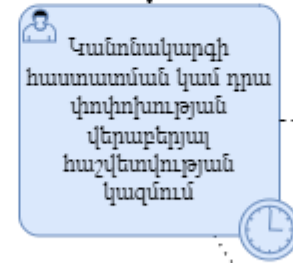 Կանոնակարգի
հաստատման կամ դրա
փոփոխության
վերաբերյալ
հաշվետվության
կազմում